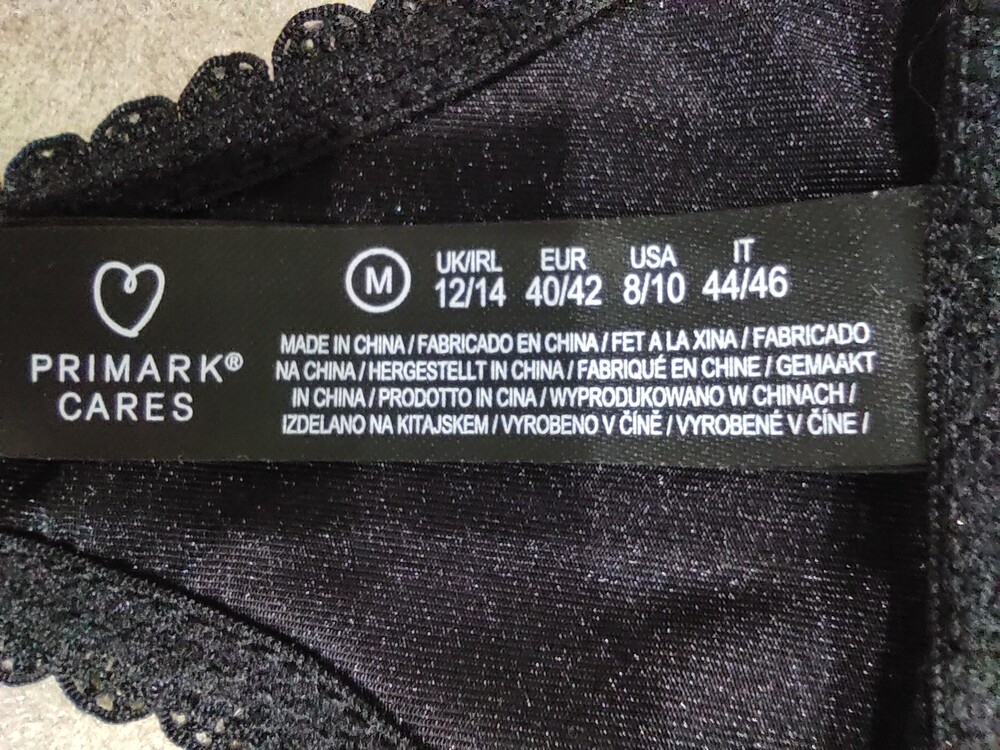 PRIMARK®
CARES
M
UK/IRL EUR USA IT
12/14 40/42 8/10 44/46
MADE IN CHINA / FABRICADO EN CHINA / FET A LA XINA / FABRICADO
NA CHINA / HERGESTELLT IN CHINA / FABRIQUÉ EN CHINE / GEMAAKT
IN CHINA / PRODOTTO IN CINA / WYPRODUKOWANO W CHINACH /
IZDELANO NA KITAJSKEM / VYROBENO V ČÍNĚ / VYROBENÉ V ČÍNE /